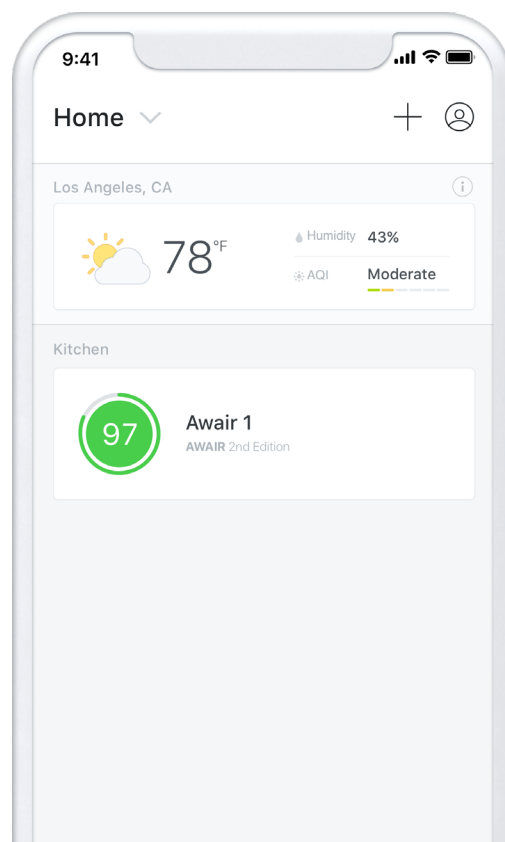 9:41
Home
Los Angeles, CA
78°F
Humidity 43%
AQI Moderate
Kitchen
97
Awair 1
AWAIR 2nd Edition